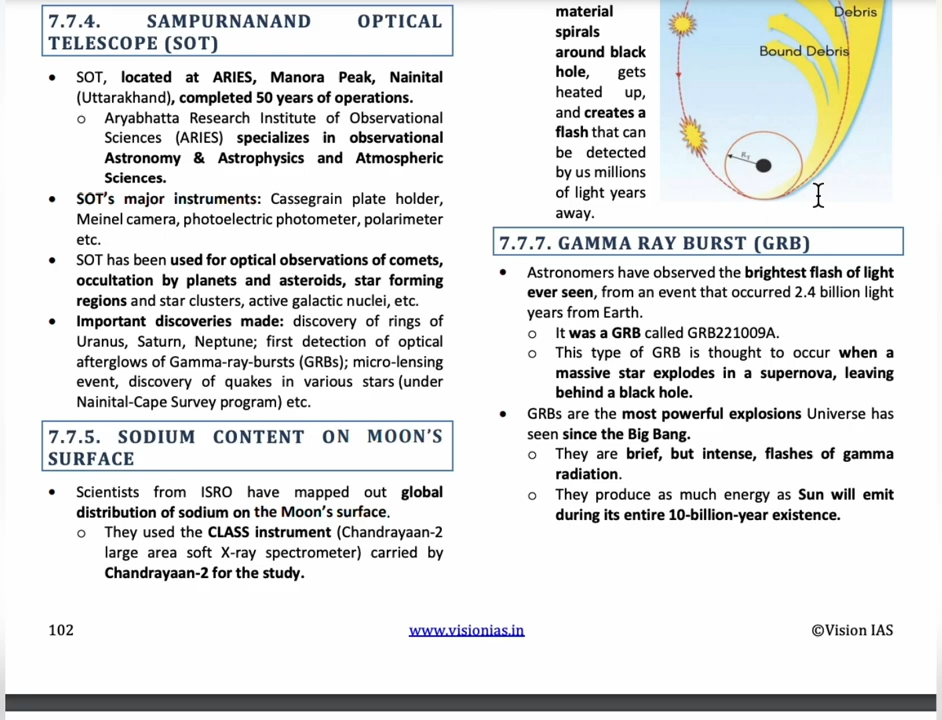 7.7.4. SAMPURNANAND OPTICAL
TELESCOPE (SOT)
• SOT, located at ARIES, Manora Peak, Nainital
(Uttarakhand), completed 50 years of operations.
o Aryabhatta Research Institute of Observational
Sciences (ARIES) specializes in observational
Astronomy & Astrophysics and Atmospheric
Sciences.
• SOT's major instruments: Cassegrain plate holder,
Meinel camera, photoelectric photometer, polarimeter
etc.
• SOT has been used for optical observations of comets,
occultation by planets and asteroids, star forming
regions and star clusters, active galactic nuclei, etc.
• Important discoveries made: discovery of rings of
Uranus, Saturn, Neptune; first detection of optical
afterglows of Gamma-ray-bursts (GRBs); micro-lensing
event, discovery of quakes in various stars (under
Nainital-Cape Survey program) etc.
7.7.5. SODIUM CONTENT ON MOON'S
SURFACE
• Scientists from ISRO have mapped out global
distribution of sodium on the Moon's surface.
o They used the CLASS instrument (Chandrayaan-2
large area soft X-ray spectrometer) carried by
Chandrayaan-2 for the study.
material
spirals
around black
hole, gets
heated up,
and creates a
flash that can
be detected
by us millions
of light years
away.
Debris
Bound Debris
7.7.7. GAMMA RAY BURST (GRB)
• Astronomers have observed the brightest flash of light
ever seen, from an event that occurred 2.4 billion light
years from Earth.
o It was a GRB called GRB221009A.
o This type of GRB is thought to occur when a
massive star explodes in a supernova, leaving
behind a black hole.
• GRBs are the most powerful explosions Universe has
seen since the Big Bang.
o They are brief, but intense, flashes of gamma
radiation.
o They produce as much energy as Sun will emit
during its entire 10-billion-year existence.
102
www.visionias.in
©Vision IAS